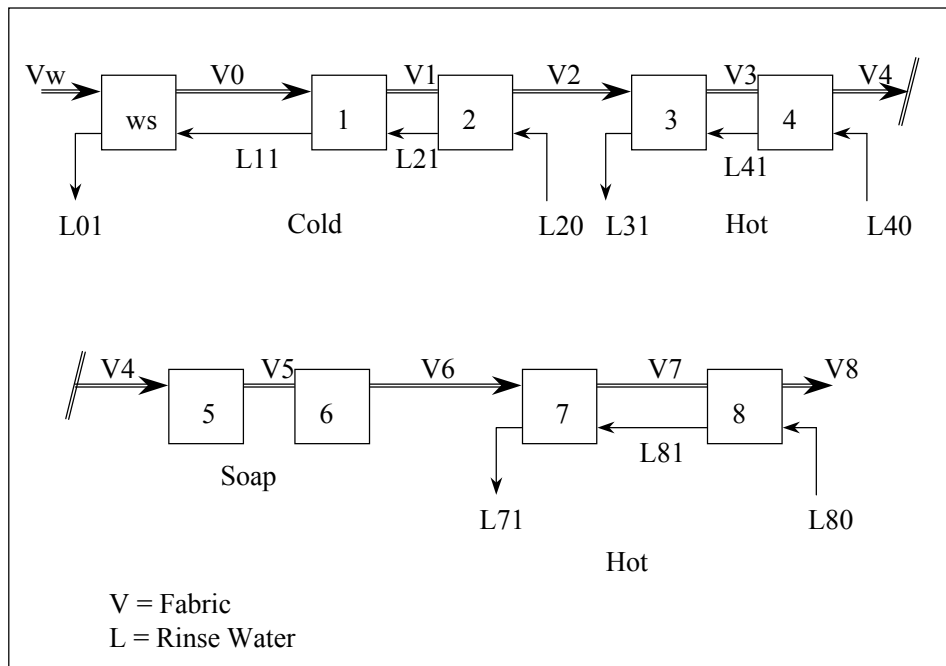 Vw V0 V1 V2 V3 V4
ws 1 2 3 4
L11 L21 L41
L01 Cold L20 L31 Hot L40
V4 V5 V6 V7 V8
5 6 7 8
L81
Soap
L71 L80
Hot
V = Fabric
L = Rinse Water